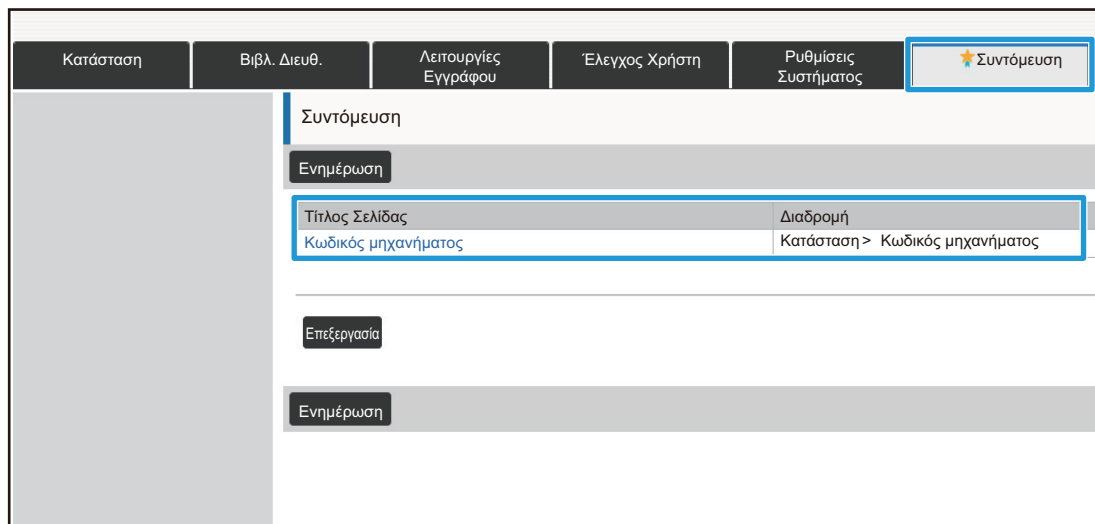 Κατάσταση
Βιβλ. Διευθ.
Λειτουργίες
Εγγράφου
Έλεγχος Χρήστη
Ρυθμίσεις
Συστήματος
Συντόμευση
Συντόμευση
Ενημέρωση
Τίτλος Σελίδας Διαδρομή
Κωδικός μηχανήματος Κατάσταση > Κωδικός μηχανήματος
Επεξεργασία
Ενημέρωση